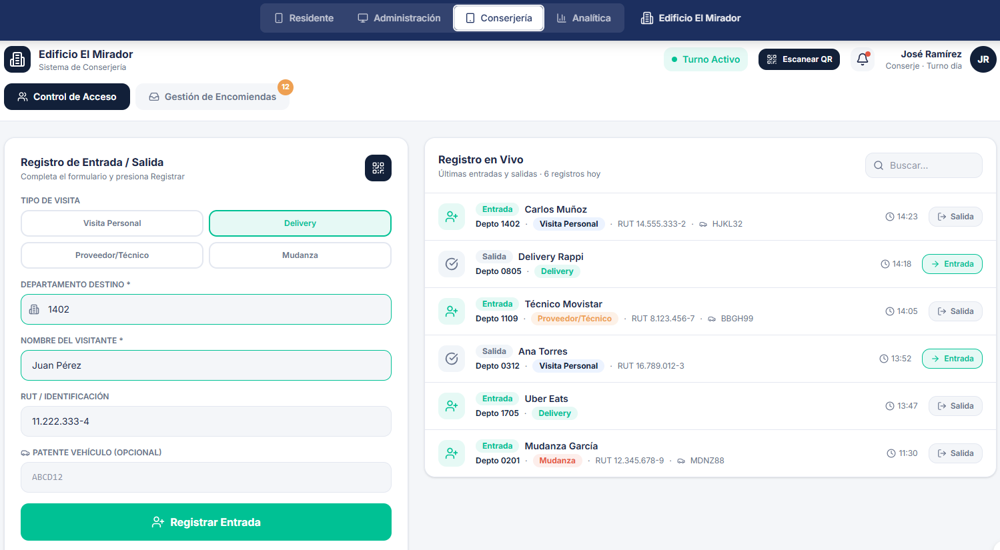 Residente
Administración
Conserjería
Analítica
Edificio El Mirador
Edificio El Mirador
Sistema de Conserjería
Turno Activo
Escanear QR
José Ramírez
Conserje · Turno día
JR
Control de Acceso
Gestión de Encomiendas
12
Registro de Entrada / Salida
Completa el formulario y presiona Registrar
TIPO DE VISITA
Visita Personal
Delivery
Proveedor/Técnico
Mudanza
DEPARTAMENTO DESTINO *
1402
NOMBRE DEL VISITANTE *
Juan Pérez
RUT / IDENTIFICACIÓN
11.222.333-4
PATENTE VEHÍCULO (OPCIONAL)
ABCD12
Registrar Entrada
Registro en Vivo
Últimas entradas y salidas · 6 registros hoy
Buscar...
Entrada Carlos Muñoz
Depto 1402 · Visita Personal · RUT 14.555.333-2 · HJKL32
14:23 Salida
Salida Delivery Rappi
Depto 0805 · Delivery
14:18 Entrada
Entrada Técnico Movistar
Depto 1109 · Proveedor/Técnico · RUT 8.123.456-7 · BBGH99
14:05 Salida
Salida Ana Torres
Depto 0312 · Visita Personal · RUT 16.789.012-3
13:52 Entrada
Entrada Uber Eats
Depto 1705 · Delivery
13:47 Salida
Entrada Mudanza García
Depto 0201 · Mudanza · RUT 12.345.678-9 · MDNZ88
11:30 Salida